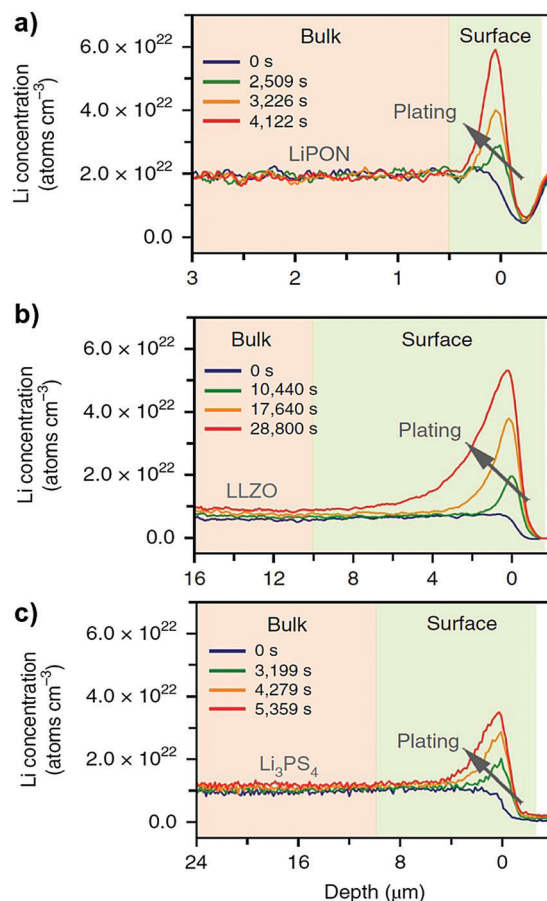 a)
Bulk
Surface
6.0 × 10²²
4.0 × 10²²
2.0 × 10²²
0.0
Li concentration
(atoms cm⁻³)
0 s
2,509 s
3,226 s
4,122 s
Plating
LiPON
3
2
1
0
b)
Bulk
Surface
6.0 × 10²²
4.0 × 10²²
2.0 × 10²²
0.0
Li concentration
(atoms cm⁻³)
0 s
10,440 s
17,640 s
28,800 s
Plating
LLZO
16
12
8
4
0
c)
Bulk
Surface
6.0 × 10²²
4.0 × 10²²
2.0 × 10²²
0.0
Li concentration
(atoms cm⁻³)
0 s
3,199 s
4,279 s
5,359 s
Plating
Li₃PS₄
24
16
8
0
Depth (μm)